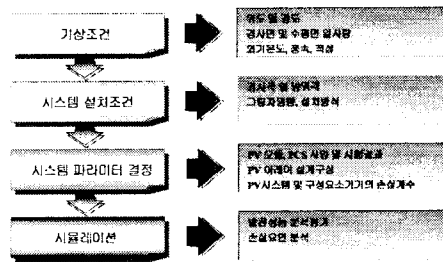 기상조건
위도 및 경도
경사면 및 수평면 일사량
외기온도, 풍속, 적설
시스템 설치조건
경사각 및 방위각
그림자영향, 설치방식
시스템 파라미터 결정
PV 모듈, PCS 사양 및 시험결과
PV 어레이 설계구성
PV시스템 및 구성요소기기의 손실계수
시뮬레이션
발전성능 분석평가
손실요인 분석